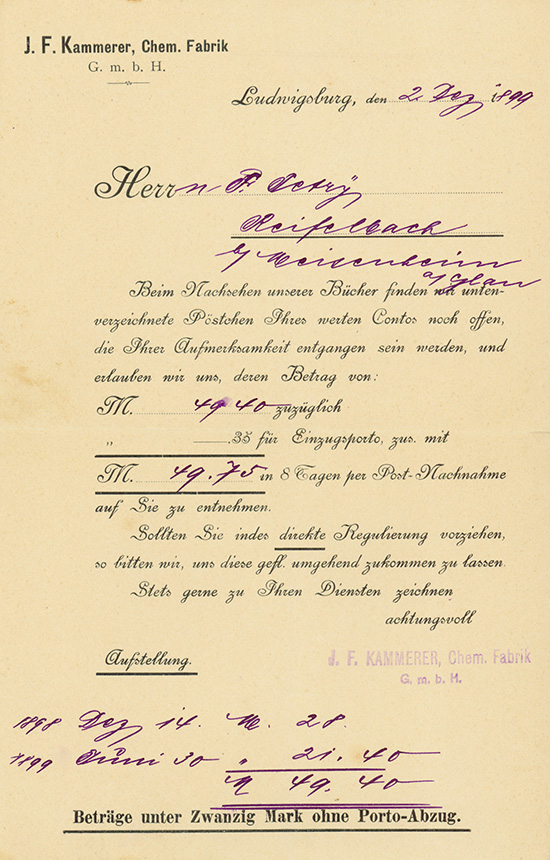 J. F. Kammerer, Chem. Fabrik
G. m. b. H.
Ludwigsburg, den 2. Dez 1899
Herrn P. Petry
Reifelbach
b/ Meisenheim
a/ Glan
Beim Nachsehen unserer Bücher finden wir unten-
verzeichnete Pöstchen Ihres werten Contos noch offen,
die Ihrer Aufmerksamkeit entgangen sein werden, und
erlauben wir uns, deren Betrag von:
M. 49 40 zuzüglich
„ —.35 für Einzugsporto, zus. mit
M. 49.75 in 8 Tagen per Post-Nachnahme
auf Sie zu entnehmen.
Sollten Sie indes direkte Regulierung vorziehen,
so bitten wir, uns diese gefl. umgehend zukommen zu lassen.
Stets gerne zu Ihren Diensten zeichnen
achtungsvoll
J. F. KAMMERER, Chem. Fabrik
G. m. b. H.
Aufstellung.
1898 Dez 14. M. 28.
1899 Juni 30 „ 21.40
M 49.40
Beträge unter Zwanzig Mark ohne Porto-Abzug.